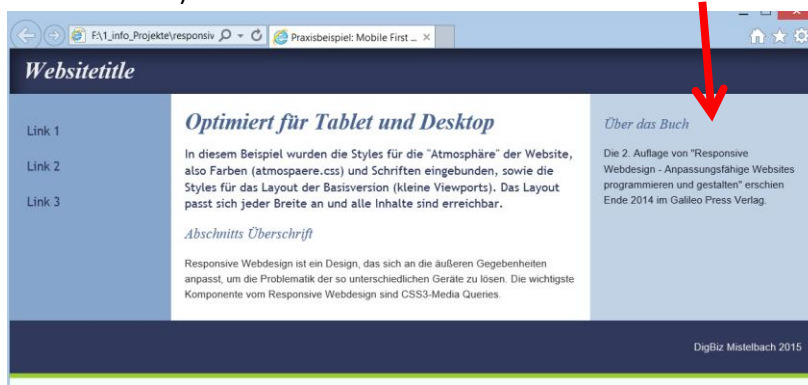 F:\1_info_Projekte\responsiv
Praxisbeispiel: Mobile First ...
Websitetitle
Link 1
Link 2
Link 3
Optimiert für Tablet und Desktop
In diesem Beispiel wurden die Styles für die "Atmosphäre" der Website,
also Farben (atmospaere.css) und Schriften eingebunden, sowie die
Styles für das Layout der Basisversion (kleine Viewports). Das Layout
passt sich jeder Breite an und alle Inhalte sind erreichbar.
Abschnitts Überschrift
Responsive Webdesign ist ein Design, das sich an die äußeren Gegebenheiten
anpasst, um die Problematik der so unterschiedlichen Geräte zu lösen. Die wichtigste
Komponente vom Responsive Webdesign sind CSS3-Media Queries.
Über das Buch
Die 2. Auflage von "Responsive
Webdesign - Anpassungsfähige Websites
programmieren und gestalten" erschien
Ende 2014 im Galileo Press Verlag.
DigBiz Mistelbach 2015